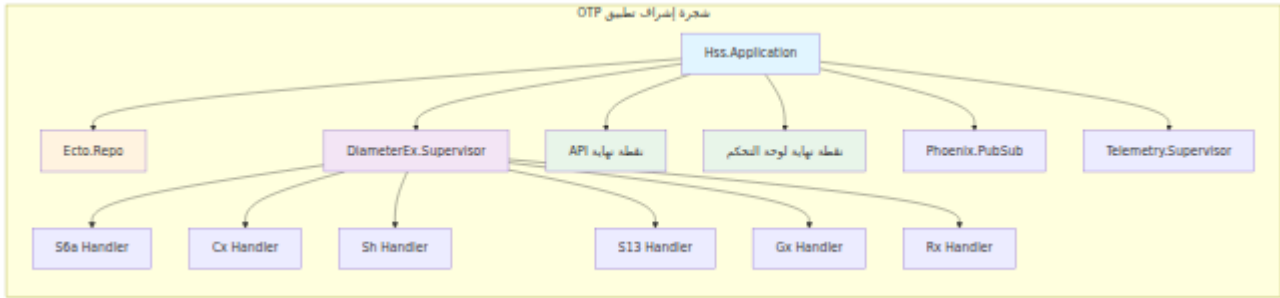 شجرة إشراف تطبيق OTP
Hss.Application
Ecto.Repo
DiameterEx.Supervisor
نقطة نهاية API
نقطة نهاية لوحة التحكم
Phoenix.PubSub
Telemetry.Supervisor
S6a Handler
Cx Handler
Sh Handler
S13 Handler
Gx Handler
Rx Handler